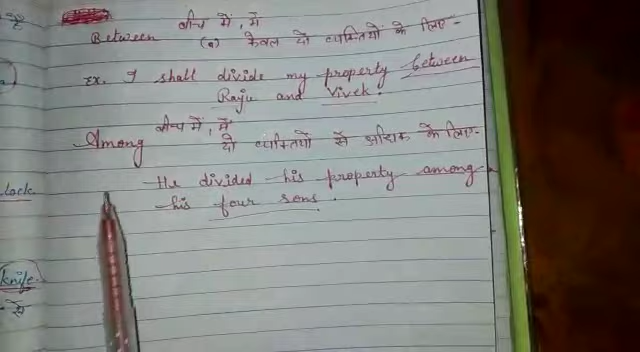 बीच में, में
Between (a) केवल दो व्यक्तियों के लिए -
Ex. I shall divide my property between
Raju and Vivek.
बीच में, में
Among दो व्यक्तियों से अधिक के लिए -
He divided his property among
his four sons.
lock
knife.
- से